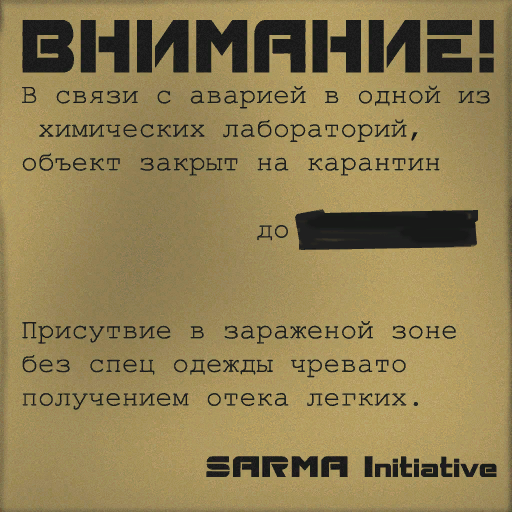 ВНИМАНИЕ!
В связи с аварией в одной из
химических лабораторий,
объект закрыт на карантин
до
Присутвие в зараженой зоне
без спец одежды чревато
получением отека легких.
SARMA Initiative